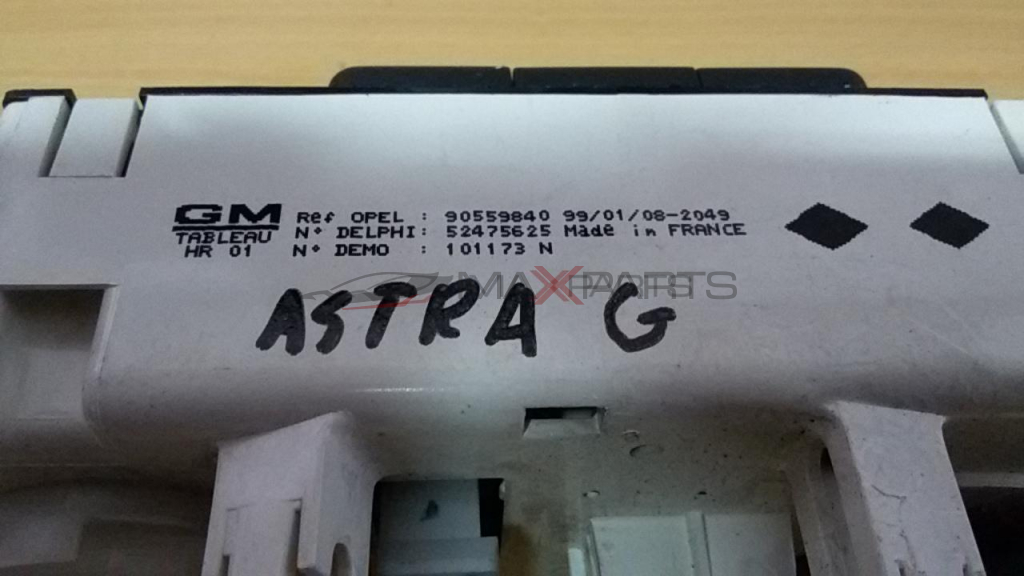 GM Ref OPEL : 90559840 99/01/08-2049
TABLEAU N° DELPHI: 52475625 Made in FRANCE
HR 01 N° DEMO : 101173 N
MAXPARTS
ASTRA G